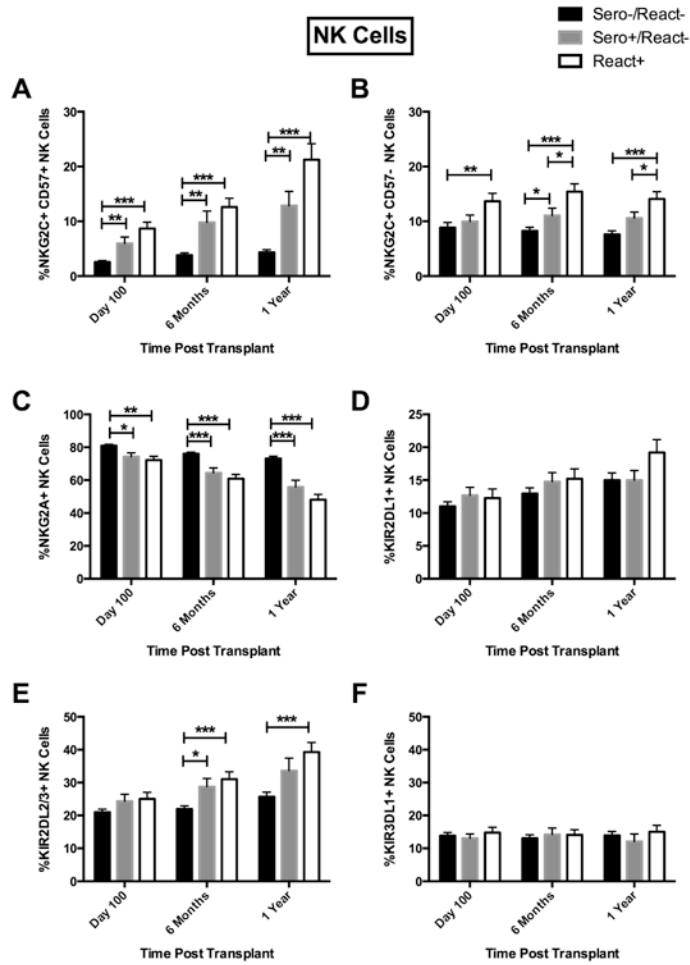 NK Cells
Sero-/React-
Sero+/React-
React+
A
%NKG2C+ CD57+ NK Cells
30
20
10
0
***
**
***
**
***
**
Day 100
6 Months
1 Year
Time Post Transplant
B
%NKG2C+ CD57- NK Cells
30
20
10
0
**
***
*
*
***
*
Day 100
6 Months
1 Year
Time Post Transplant
C
%NKG2A+ NK Cells
100
80
60
40
20
0
**
*
***
***
***
***
Day 100
6 Months
1 Year
Time Post Transplant
D
%KIR2DL1+ NK Cells
25
20
15
10
5
0
Day 100
6 Months
1 Year
Time Post Transplant
E
%KIR2DL2/3+ NK Cells
50
40
30
20
10
0
***
*
***
Day 100
6 Months
1 Year
Time Post Transplant
F
%KIR3DL1+ NK Cells
50
40
30
20
10
0
Day 100
6 Months
1 Year
Time Post Transplant